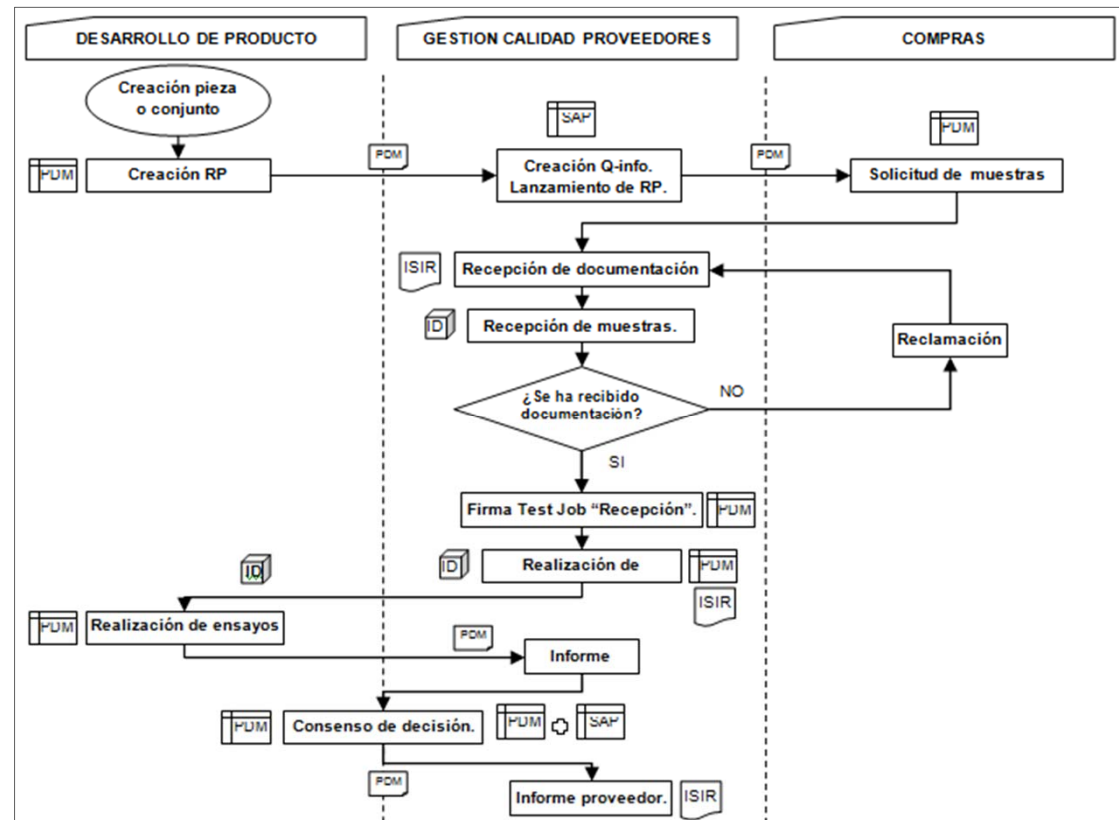 DESARROLLO DE PRODUCTO
GESTION CALIDAD PROVEEDORES
COMPRAS
Creación pieza
o conjunto
SAP
PDM
PDM
Creación RP
PDM
Creación Q-info.
Lanzamiento de RP.
PDM
Solicitud de muestras
ISIR
Recepción de documentación
ID
Recepción de muestras.
Reclamación
¿Se ha recibido
documentación?
NO
SI
Firma Test Job “Recepción”.
PDM
ID
ID
Realización de
PDM
ISIR
PDM
Realización de ensayos
PDM
Informe
PDM
Consenso de decisión.
PDM
SAP
PDM
Informe proveedor.
ISIR